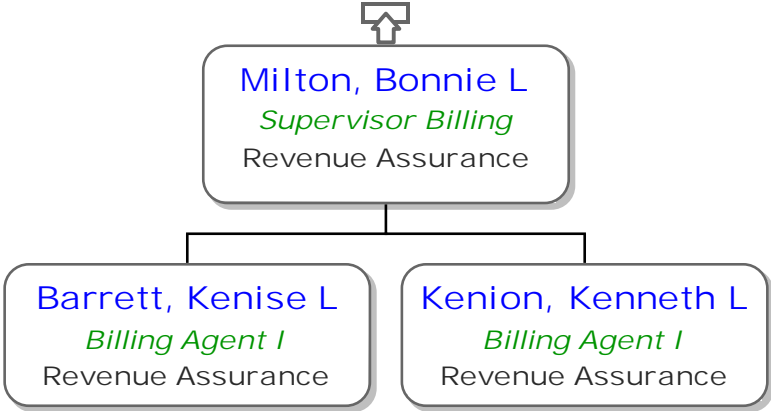 Milton, Bonnie L
Supervisor Billing
Revenue Assurance
Barrett, Kenise L
Billing Agent I
Revenue Assurance
Kenion, Kenneth L
Billing Agent I
Revenue Assurance